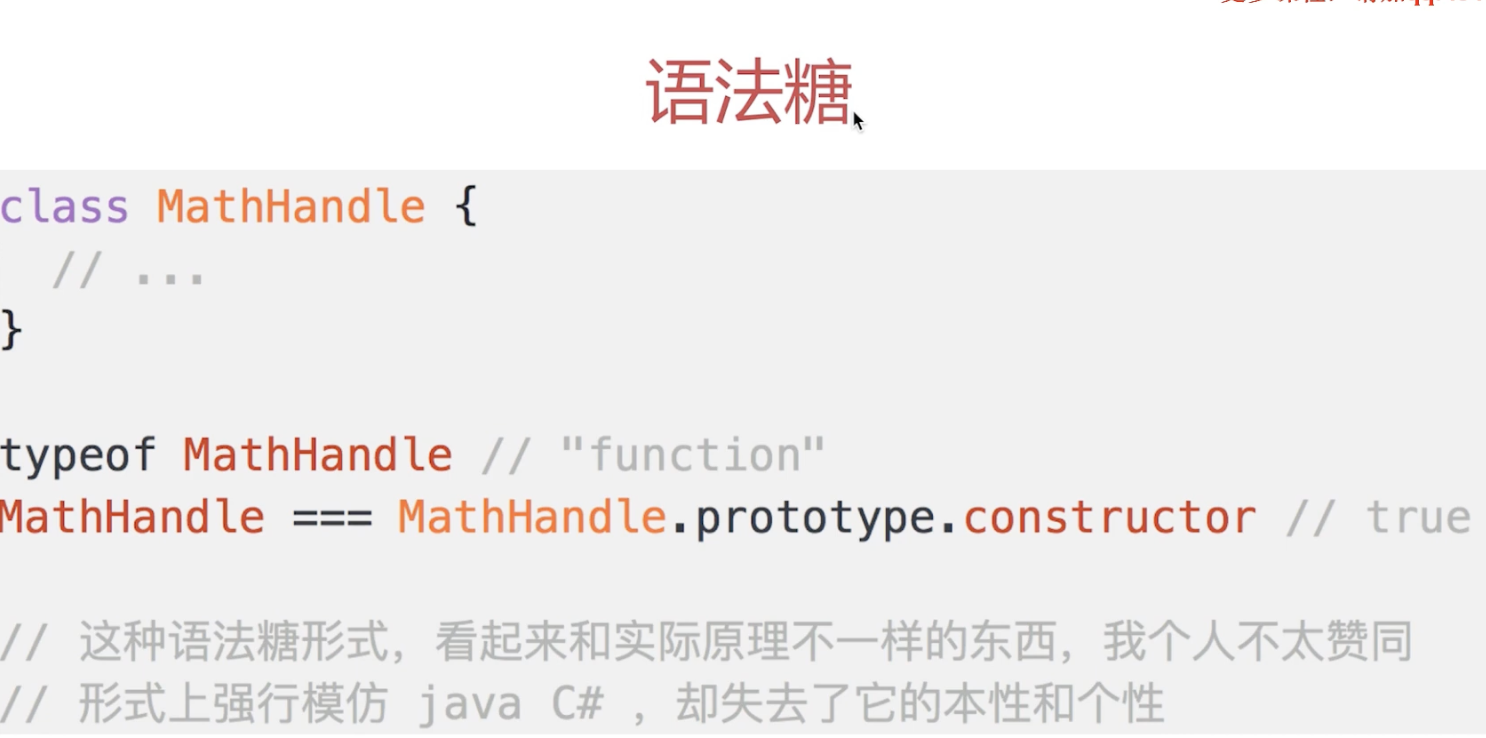 语法糖
class MathHandle {
// ...
}
typeof MathHandle // "function"
MathHandle === MathHandle.prototype.constructor // true
// 这种语法糖形式，看起来和实际原理不一样的东西，我个人不太赞同
// 形式上强行模仿 java C# ，却失去了它的本性和个性